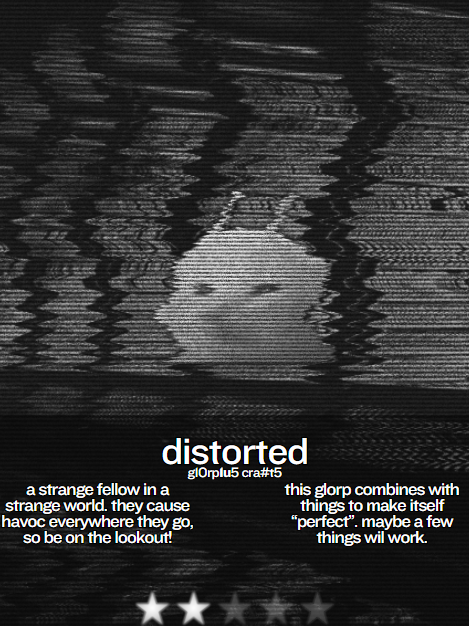 distorted
gl0rplu5 cra#t5
a strange fellow in a
strange world. they cause
havoc everywhere they go,
so be on the lookout!
this glorp combines with
things to make itself
“perfect”. maybe a few
things wil work.